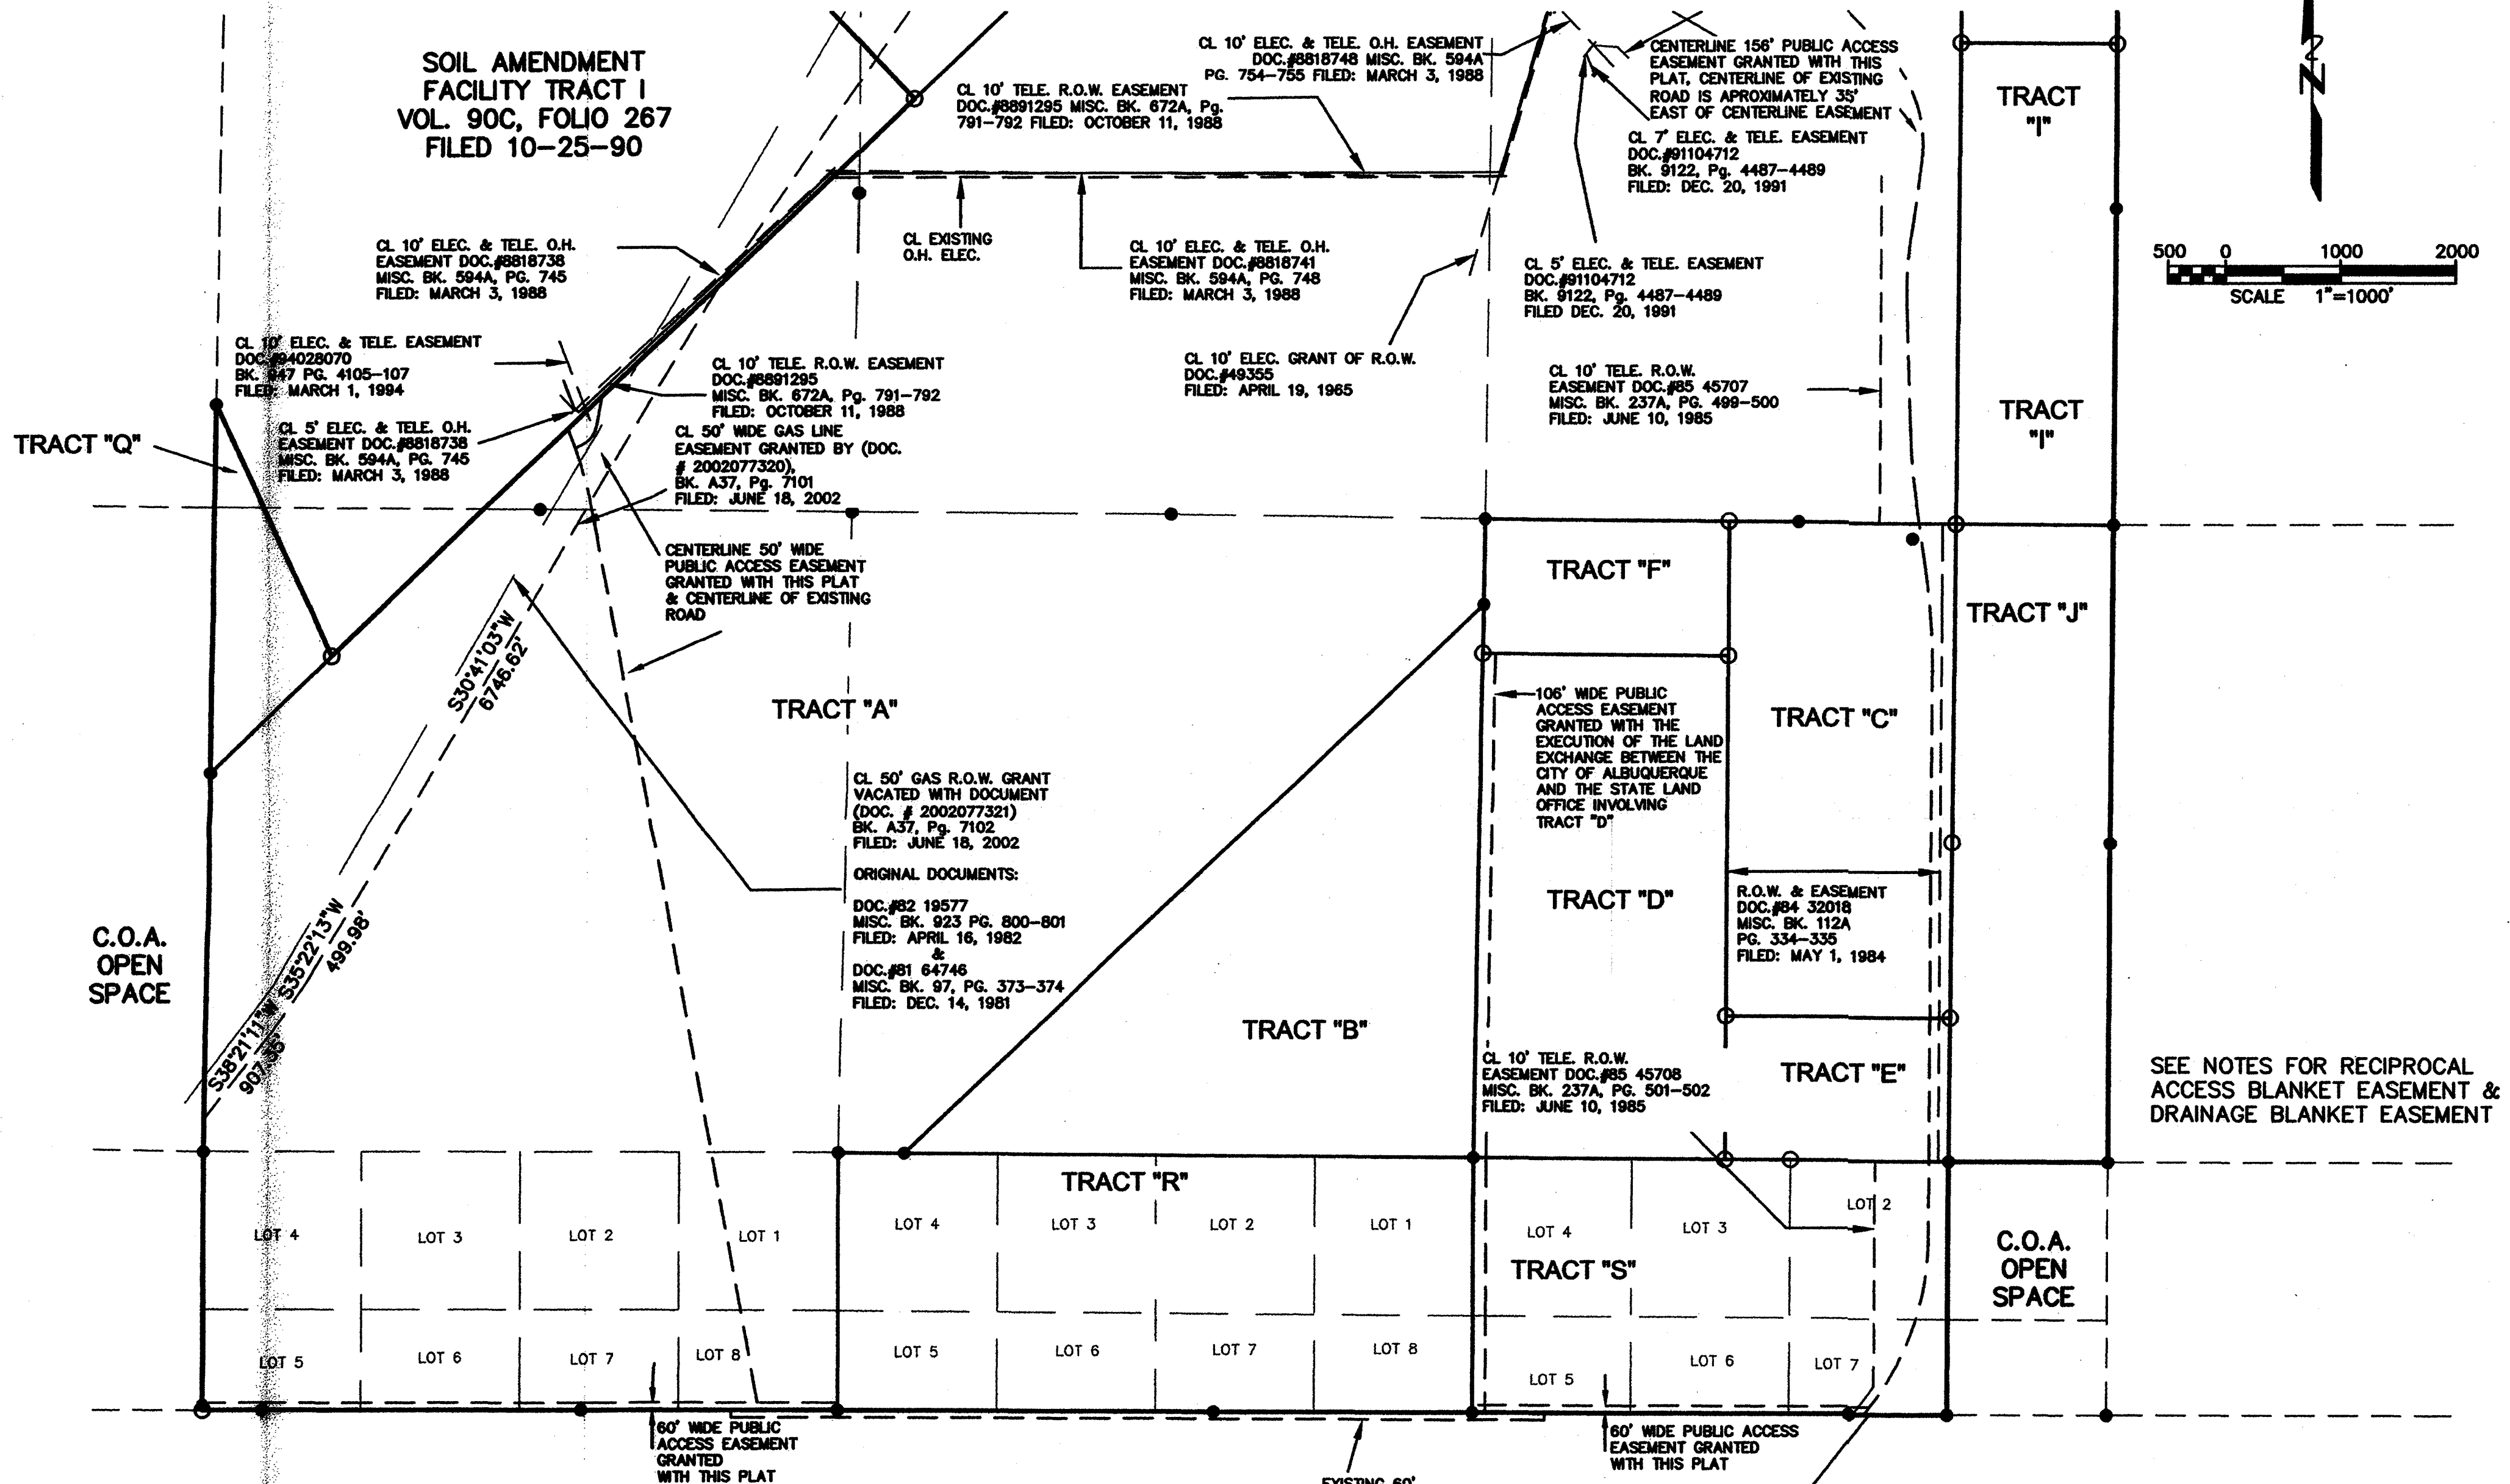 SOIL AMENDMENT
FACILITY TRACT I
VOL. 90C, FOLIO 267
FILED 10-25-90
CL 10' ELEC. & TELE. O.H. EASEMENT
DOC.#8818748 MISC. BK. 594A
PG. 754-755 FILED: MARCH 3, 1988
CL 10' TELE. R.O.W. EASEMENT
DOC.#8891295 MISC. BK. 672A, Pg.
791-792 FILED: OCTOBER 11, 1988
CENTERLINE 156' PUBLIC ACCESS
EASEMENT GRANTED WITH THIS
PLAT, CENTERLINE OF EXISTING
ROAD IS APROXIMATELY 35'
EAST OF CENTERLINE EASEMENT
CL 7' ELEC. & TELE. EASEMENT
DOC.#91104712
BK. 9122, Pg. 4487-4489
FILED: DEC. 20, 1991
TRACT
"I"
N
500 0 1000 2000
SCALE 1"=1000'
CL 10' ELEC. & TELE. O.H.
EASEMENT DOC.#8818738
MISC. BK. 594A, PG. 745
FILED: MARCH 3, 1988
CL EXISTING
O.H. ELEC.
CL 10' ELEC. & TELE. O.H.
EASEMENT DOC.#8818741
MISC. BK. 594A, PG. 748
FILED: MARCH 3, 1988
CL 5' ELEC. & TELE. EASEMENT
DOC.#91104712
BK. 9122, Pg. 4487-4489
FILED DEC. 20, 1991
CL 10' ELEC. & TELE. EASEMENT
DOC.#94028070
BK. PG. 4105-107
FILED: MARCH 1, 1994
CL 10' TELE. R.O.W. EASEMENT
DOC.#8891295
MISC. BK. 672A, Pg. 791-792
FILED: OCTOBER 11, 1988
CL 10' ELEC. GRANT OF R.O.W.
DOC.#49355
FILED: APRIL 19, 1965
CL 10' TELE. R.O.W.
EASEMENT DOC.#85 45707
MISC. BK. 237A, PG. 499-500
FILED: JUNE 10, 1985
TRACT
"I"
TRACT "Q"
CL 5' ELEC. & TELE. O.H.
EASEMENT DOC.#8818738
MISC. BK. 594A, PG. 745
FILED: MARCH 3, 1988
CL 50' WIDE GAS LINE
EASEMENT GRANTED BY (DOC.
# 2002077320),
BK. A37, Pg. 7101
FILED: JUNE 18, 2002
CENTERLINE 50' WIDE
PUBLIC ACCESS EASEMENT
GRANTED WITH THIS PLAT
& CENTERLINE OF EXISTING
ROAD
TRACT "F"
TRACT "J"
S30°41'03"W
6746.62'
TRACT "A"
106' WIDE PUBLIC
ACCESS EASEMENT
GRANTED WITH THE
EXECUTION OF THE LAND
EXCHANGE BETWEEN THE
CITY OF ALBUQUERQUE
AND THE STATE LAND
OFFICE INVOLVING
TRACT "D"
TRACT "C"
CL 50' GAS R.O.W. GRANT
VACATED WITH DOCUMENT
(DOC. # 2002077321)
BK. A37, Pg. 7102
FILED: JUNE 18, 2002
ORIGINAL DOCUMENTS:
DOC.#82 19577
MISC. BK. 923 PG. 800-801
FILED: APRIL 16, 1982
&
DOC.#81 64746
MISC. BK. 97, PG. 373-374
FILED: DEC. 14, 1981
TRACT "D"
R.O.W. & EASEMENT
DOC.#84 32018
MISC. BK. 112A
PG. 334-335
FILED: MAY 1, 1984
C.O.A.
OPEN
SPACE
S35°22'13"W
499.98'
S38°21'11"W
TRACT "B"
CL 10' TELE. R.O.W.
EASEMENT DOC.#85 45708
MISC. BK. 237A, PG. 501-502
FILED: JUNE 10, 1985
TRACT "E"
SEE NOTES FOR RECIPROCAL
ACCESS BLANKET EASEMENT &
DRAINAGE BLANKET EASEMENT
TRACT "R"
LOT 4
LOT 3
LOT 2
LOT 1
LOT 4
LOT 3
LOT 2
LOT 1
LOT 4
LOT 3
LOT 2
TRACT "S"
C.O.A.
OPEN
SPACE
LOT 5
LOT 6
LOT 7
LOT 8
LOT 5
LOT 6
LOT 7
LOT 8
LOT 5
LOT 6
LOT 7
60' WIDE PUBLIC
ACCESS EASEMENT
GRANTED
WITH THIS PLAT
EXISTING 60'
60' WIDE PUBLIC ACCESS
EASEMENT GRANTED
WITH THIS PLAT